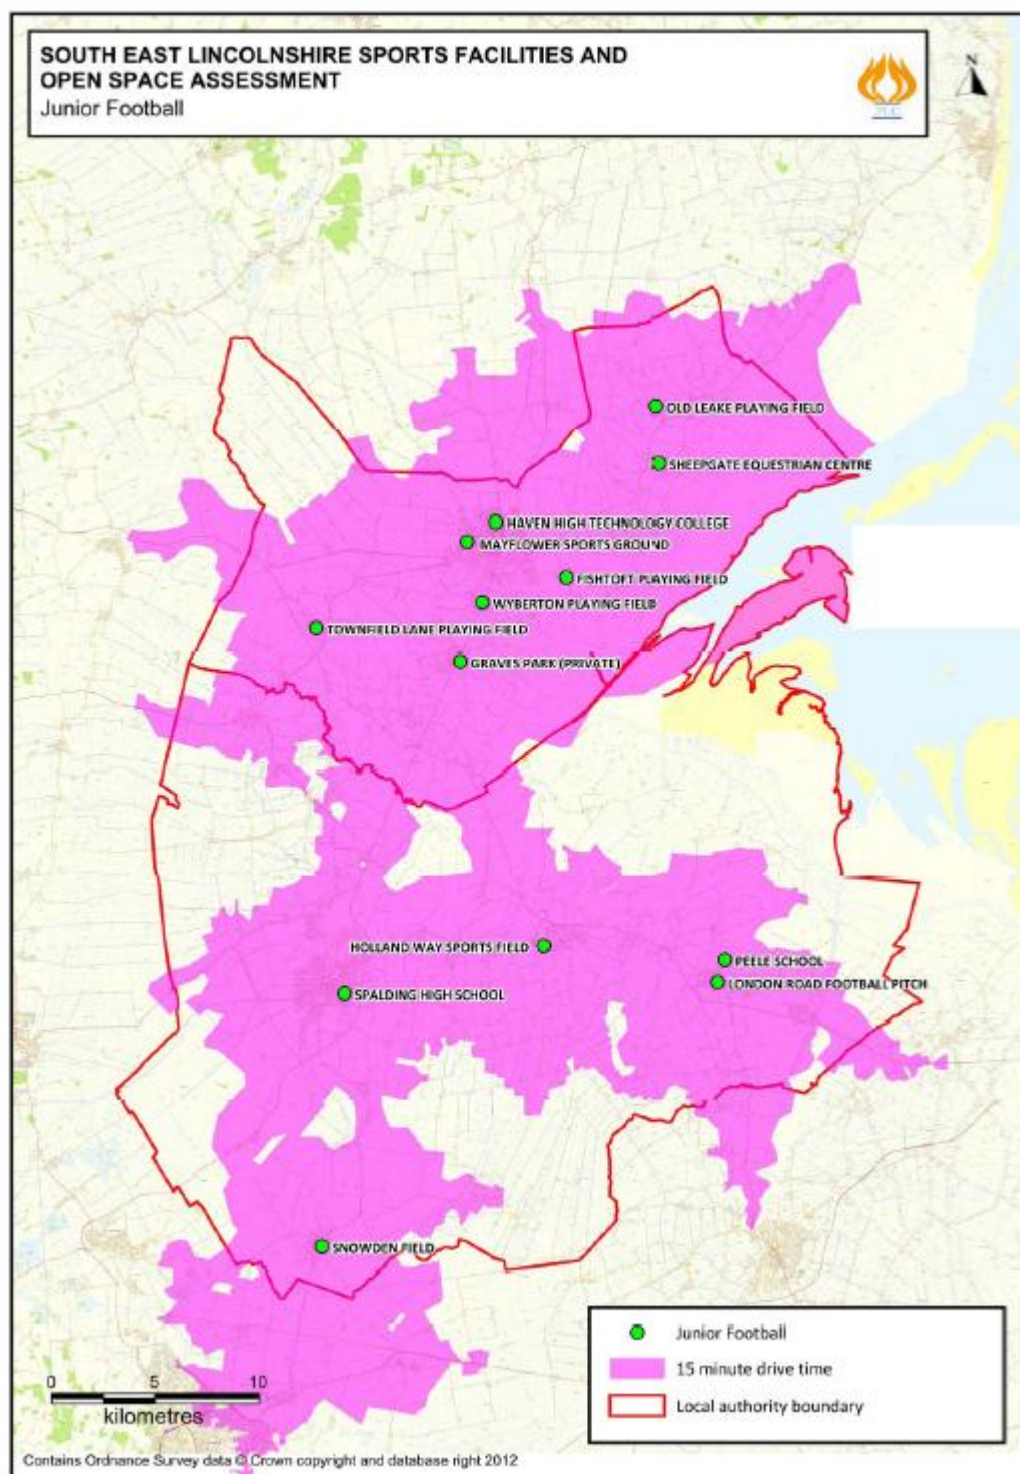 SOUTH EAST LINCOLNSHIRE SPORTS FACILITIES AND
OPEN SPACE ASSESSMENT
Junior Football
N
OLD LEAKE PLAYING FIELD
SHEEPGATE EQUESTRIAN CENTRE
HAVEN HIGH TECHNOLOGY COLLEGE
MAYFLOWER SPORTS GROUND
FISHTOFT PLAYING FIELD
WYBERTON PLAYING FIELD
TOWNFIELD LANE PLAYING FIELD
GRAVES PARK (PRIVATE)
HOLLAND WAY SPORTS FIELD
PEELE SCHOOL
LONDON ROAD FOOTBALL PITCH
SPALDING HIGH SCHOOL
SNOWDEN FIELD
Junior Football
15 minute drive time
Local authority boundary
0 5 10
kilometres
Contains Ordnance Survey data © Crown copyright and database right 2012